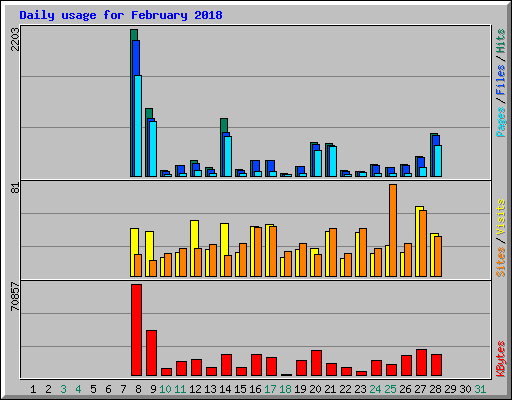 Daily usage for February 2018
2203
Pages / Files / Hits
81
Sites / Visits
70857
KBytes
1 2 3 4 5 6 7 8 9 10 11 12 13 14 15 16 17 18 19 20 21 22 23 24 25 26 27 28 29 30 31